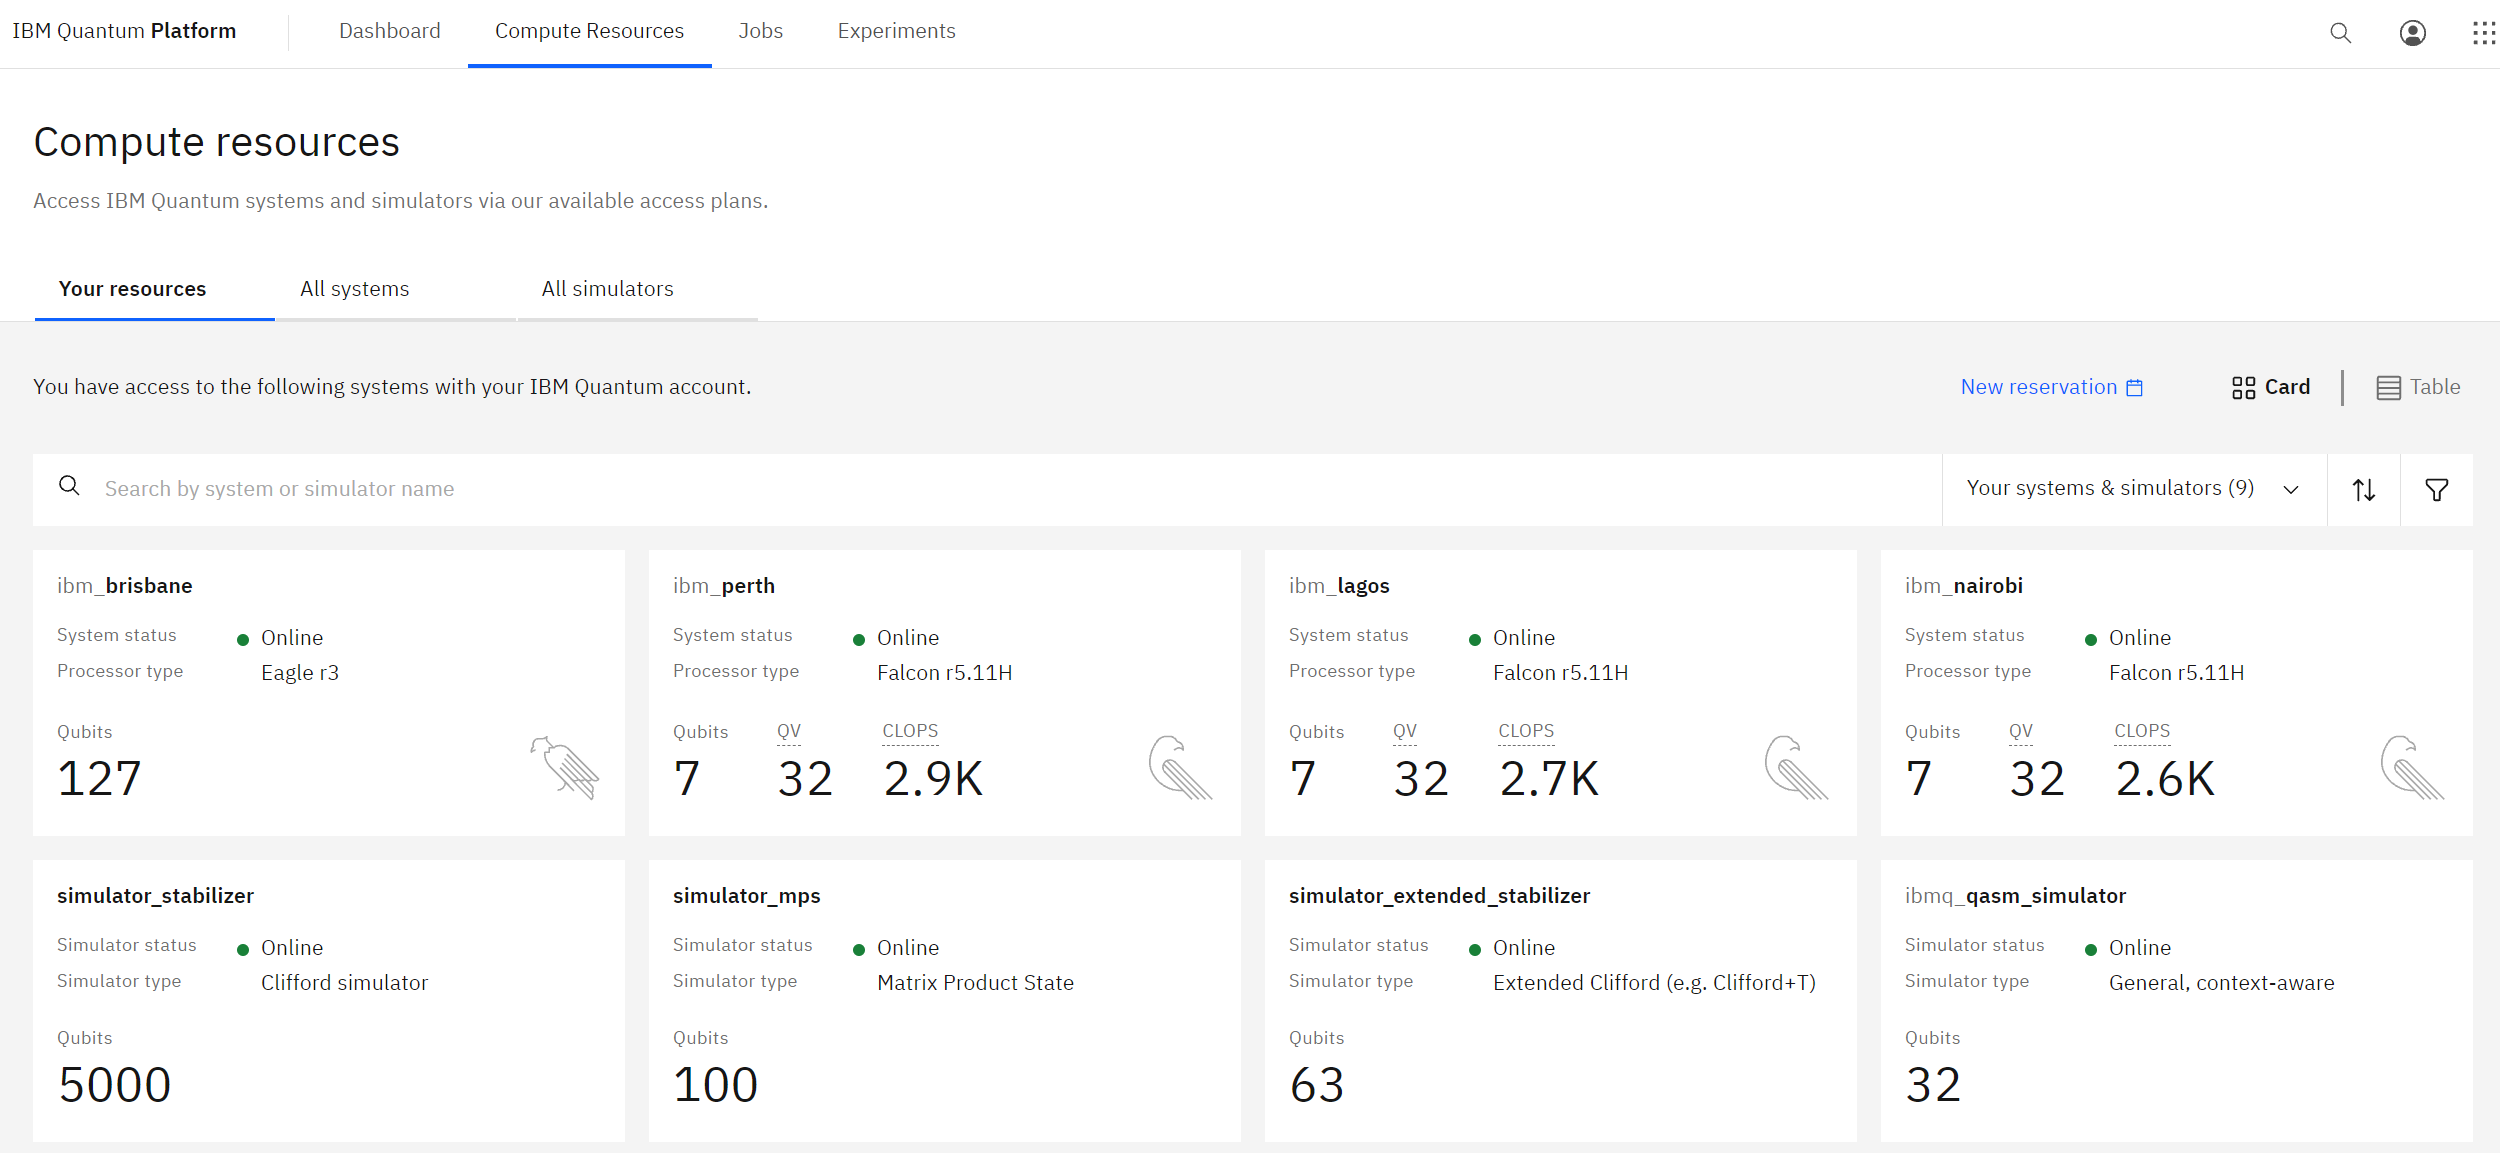 IBM Quantum Platform Dashboard Compute Resources Jobs Experiments
Compute resources
Access IBM Quantum systems and simulators via our available access plans.
Your resources All systems All simulators
You have access to the following systems with your IBM Quantum account. New reservation Card Table
Search by system or simulator name Your systems & simulators (9)
ibm_brisbane
System status Online
Processor type Eagle r3
Qubits
127
ibm_perth
System status Online
Processor type Falcon r5.11H
Qubits QV CLOPS
7 32 2.9K
ibm_lagos
System status Online
Processor type Falcon r5.11H
Qubits QV CLOPS
7 32 2.7K
ibm_nairobi
System status Online
Processor type Falcon r5.11H
Qubits QV CLOPS
7 32 2.6K
simulator_stabilizer
Simulator status Online
Simulator type Clifford simulator
Qubits
5000
simulator_mps
Simulator status Online
Simulator type Matrix Product State
Qubits
100
simulator_extended_stabilizer
Simulator status Online
Simulator type Extended Clifford (e.g. Clifford+T)
Qubits
63
ibmq_qasm_simulator
Simulator status Online
Simulator type General, context-aware
Qubits
32